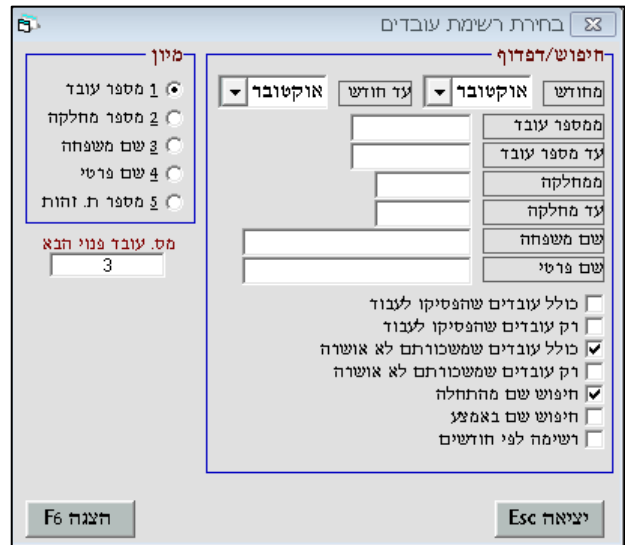 בחירת רשימת עובדים
חיפוש/דפדוף
מחודש אוקטובר עד חודש אוקטובר
ממספר עובד
עד מספר עובד
ממחלקה
עד מחלקה
שם משפחה
שם פרטי
כולל עובדים שהפסיקו לעבוד
רק עובדים שהפסיקו לעבוד
כולל עובדים שמשכורתם לא אושרה
רק עובדים שמשכורתם לא אושרה
חיפוש שם מהתחלה
חיפוש שם באמצע
רשימה לפי חודשים
מיון
1 מספר עובד
2 מספר מחלקה
3 שם משפחה
4 שם פרטי
5 מספר ת. זהות
מס. עובד פנוי הבא
3
יציאה Esc
הצגה F6